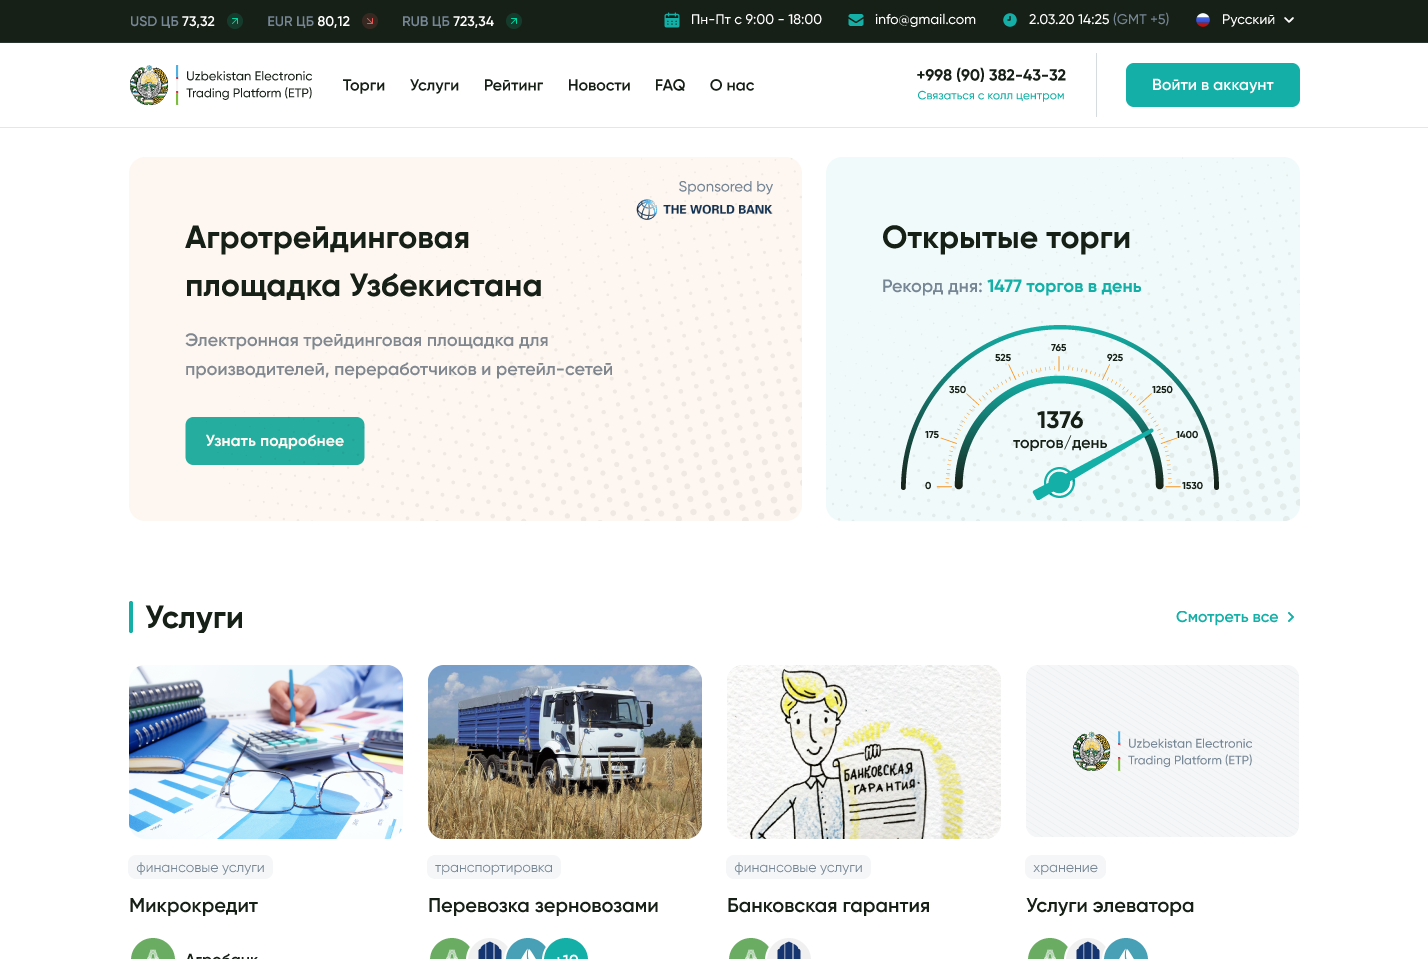 USD ЦБ 73,32 EUR ЦБ 80,12 RUB ЦБ 723,34 Пн-Пт с 9:00 - 18:00 info@gmail.com 2.03.20 14:25 (GMT +5) Русский
Uzbekistan Electronic
Trading Platform (ETP)
Торги Услуги Рейтинг Новости FAQ О нас
+998 (90) 382-43-32
Связаться с колл центром
Войти в аккаунт
Sponsored by
THE WORLD BANK
Агротрейдинговая
площадка Узбекистана
Электронная трейдинговая площадка для
производителей, переработчиков и ретейл-сетей
Узнать подробнее
Открытые торги
Рекорд дня: 1477 торгов в день
765
525 925
350 1250
1376
175 торгов/день 1400
0 1530
Услуги
Смотреть все
БАНКОВСКАЯ
·ГАРАНТИЯ·
Uzbekistan Electronic
Trading Platform (ETP)
финансовые услуги транспортировка финансовые услуги хранение
Микрокредит Перевозка зерновозами Банковская гарантия Услуги элеватора
Агробанк
+10